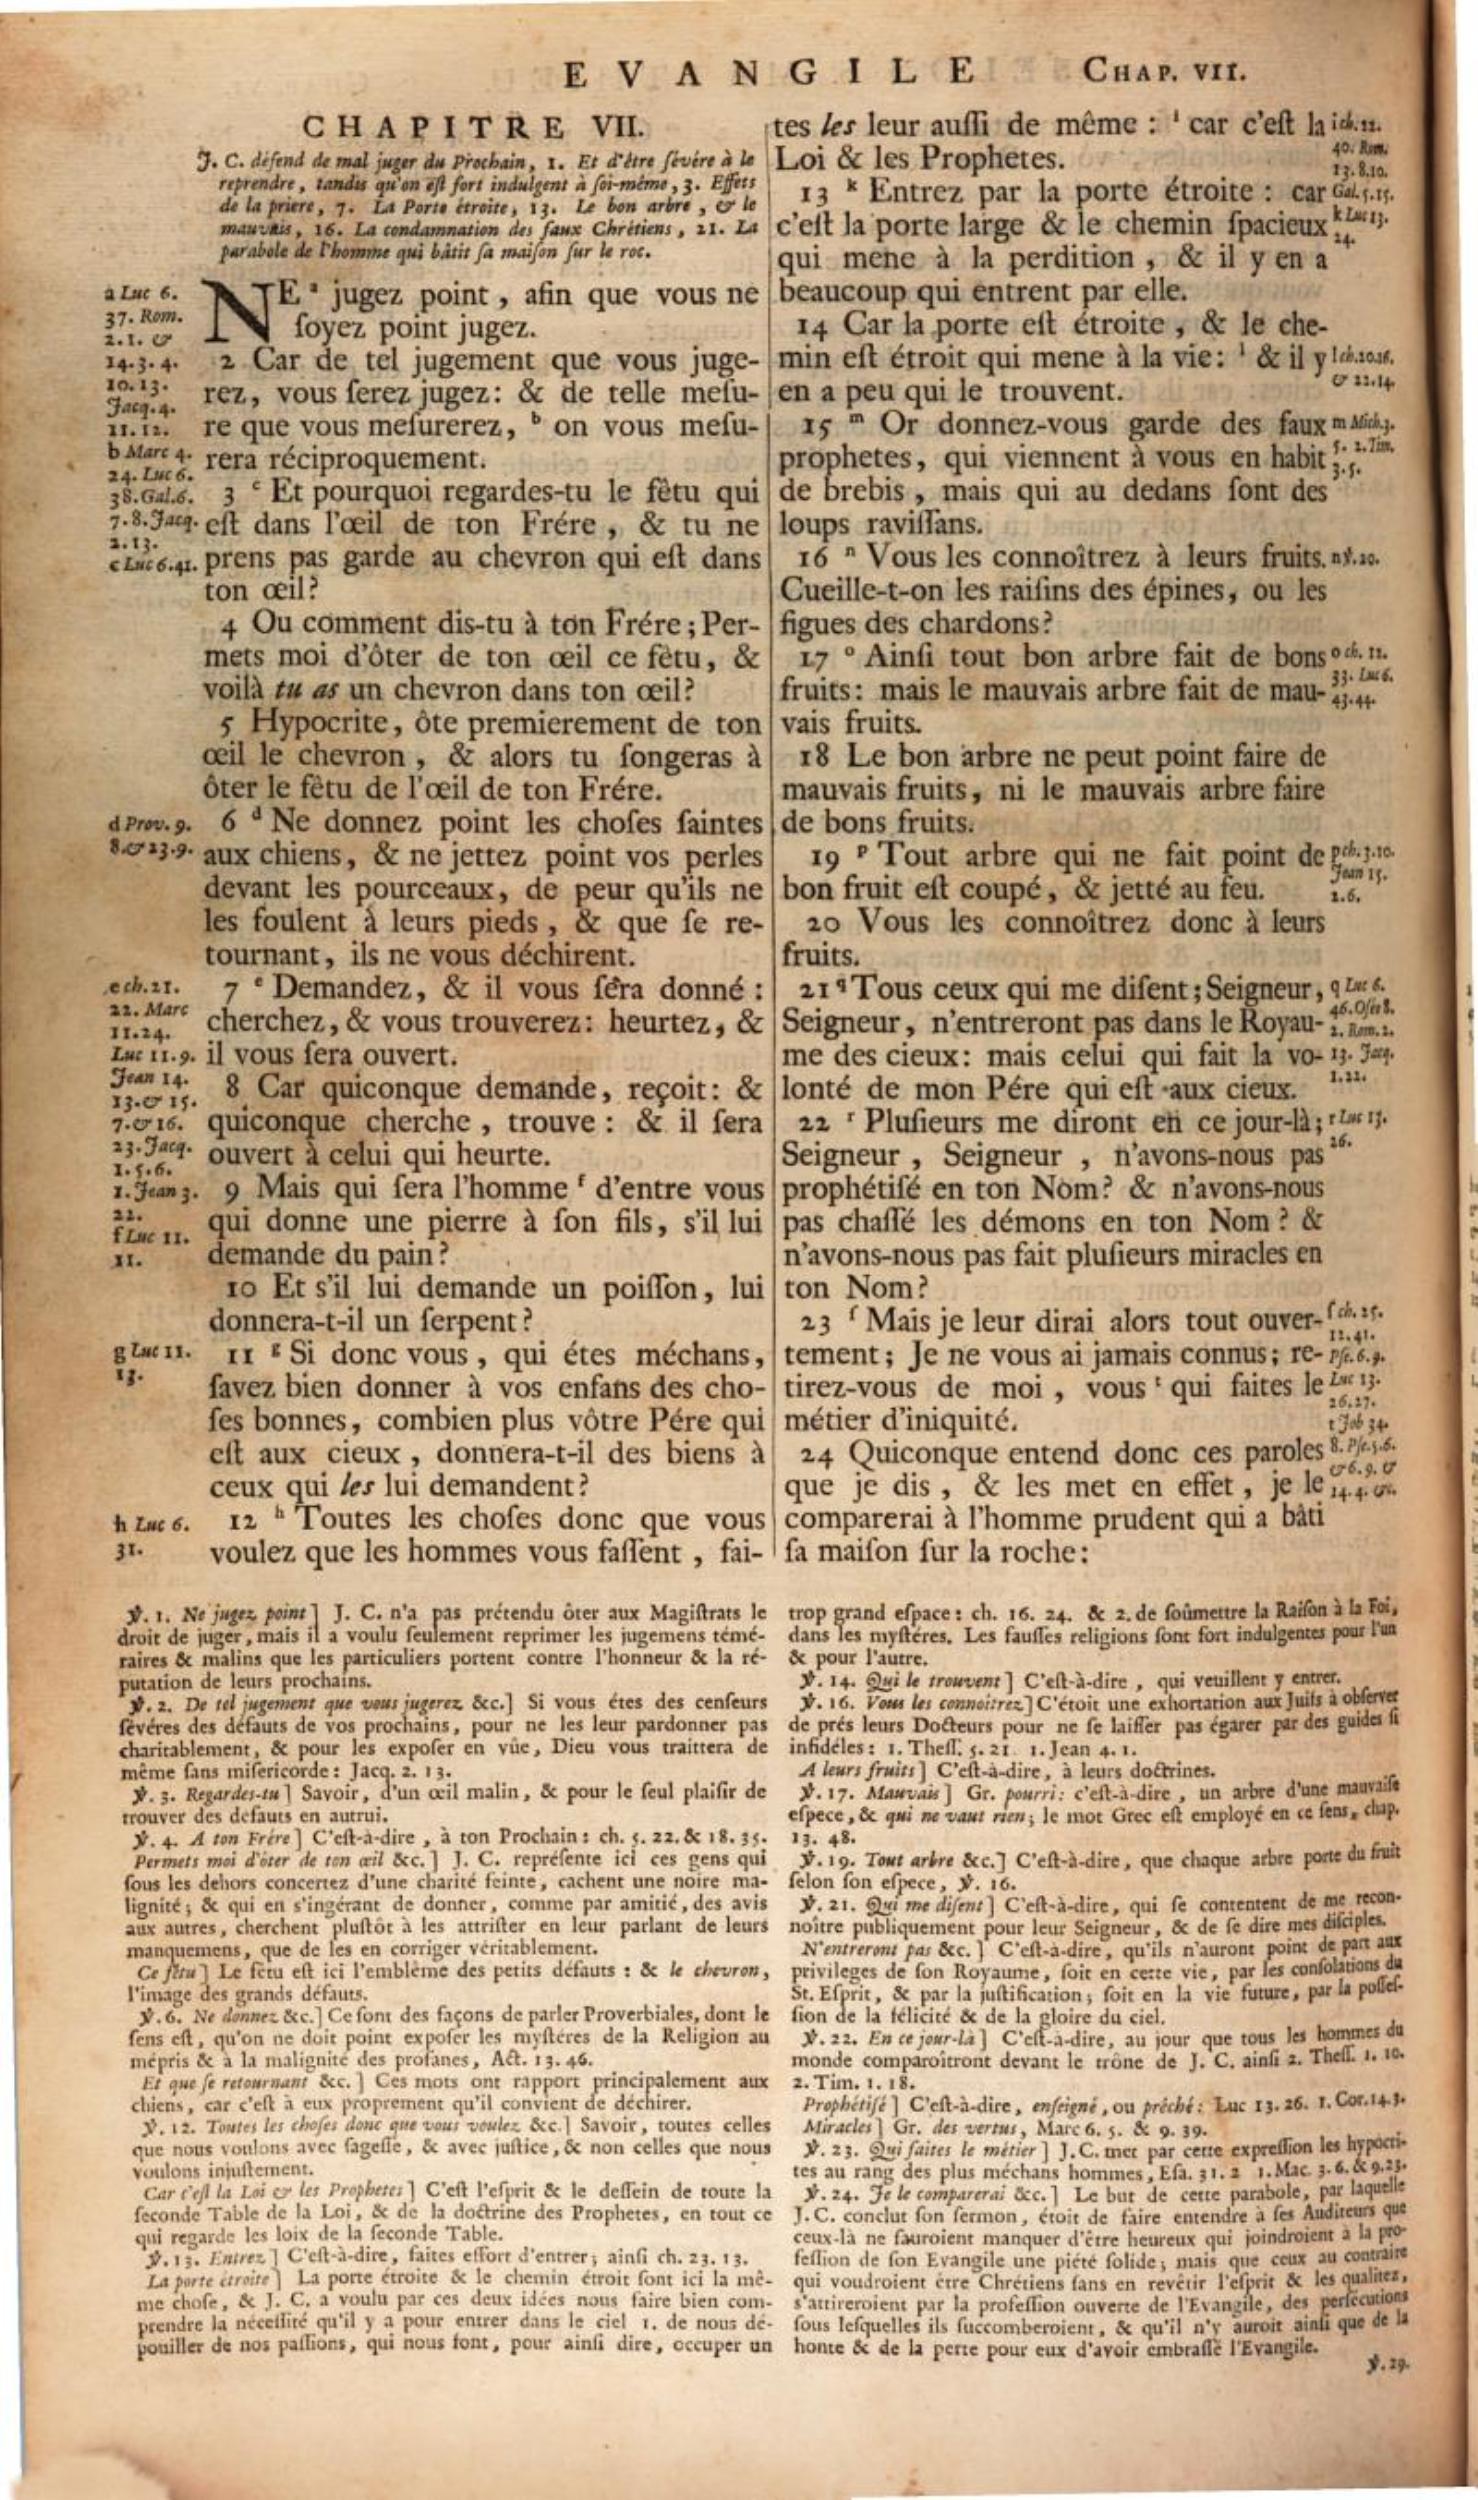 EVANGILE CHAP. VII.
CHAPITRE VII.
J. C. défend de mal juger du Prochain, 1. Et d'être sévére à le
reprendre, tandis qu'on eſt fort indulgent à ſoi-même, 3. Effets
de la priere, 7. La Porte étroite, 13. Le bon arbre, & le
mauvais, 16. La condamnation des faux Chrétiens, 21. La
parabole de l'homme qui bâtit ſa maiſon ſur le roc.
NE a jugez point, afin que vous ne
ſoyez point jugez.
2 Car de tel jugement que vous juge-
rez, vous ſerez jugez: & de telle meſu-
re que vous meſurerez, b on vous meſu-
rera réciproquement.
3 c Et pourquoi regardes-tu le fêtu qui
eſt dans l'œil de ton Frére, & tu ne
prens pas garde au chevron qui eſt dans
ton œil?
4 Ou comment dis-tu à ton Frére; Per-
mets moi d'ôter de ton œil ce fêtu, &
voilà tu as un chevron dans ton œil?
5 Hypocrite, ôte premierement de ton
œil le chevron, & alors tu ſongeras à
ôter le fêtu de l'œil de ton Frére.
6 d Ne donnez point les choſes ſaintes
aux chiens, & ne jettez point vos perles
devant les pourceaux, de peur qu'ils ne
les foulent à leurs pieds, & que ſe re-
tournant, ils ne vous déchirent.
7 e Demandez, & il vous ſera donné:
cherchez, & vous trouverez: heurtez, &
il vous ſera ouvert.
8 Car quiconque demande, reçoit: &
quiconque cherche, trouve: & il ſera
ouvert à celui qui heurte.
9 Mais qui ſera l'homme f d'entre vous
qui donne une pierre à ſon fils, s'il lui
demande du pain?
10 Et s'il lui demande un poiſſon, lui
donnera-t-il un ſerpent?
11 g Si donc vous, qui étes méchans,
ſavez bien donner à vos enfans des cho-
ſes bonnes, combien plus vôtre Pére qui
eſt aux cieux, donnera-t-il des biens à
ceux qui les lui demandent?
12 h Toutes les choſes donc que vous
voulez que les hommes vous faſſent, fai-
a Luc 6.
37. Rom.
2.1. &
14.3.4.
10.13.
Jacq. 4.
11.12.
b Marc 4.
24. Luc 6.
38. Gal. 6.
7.8. Jacq.
2.13.
c Luc 6.41.
d Prov. 9.
8. & 23.9.
e ch. 21.
22. Marc
11.24.
Luc 11.9.
Jean 14.
13. & 15.
7. & 16.
23. Jacq.
1.5.6.
1. Jean 3.
22.
f Luc 11.
11.
g Luc 11.
13.
h Luc 6.
31.
tes les leur auſſi de même: i car c'eſt la
Loi & les Prophetes.
13 k Entrez par la porte étroite: car
c'eſt la porte large & le chemin ſpacieux
qui mene à la perdition, & il y en a
beaucoup qui entrent par elle.
14 Car la porte eſt étroite, & le che-
min eſt étroit qui mene à la vie: l & il y
en a peu qui le trouvent.
15 m Or donnez-vous garde des faux
prophetes, qui viennent à vous en habit
de brebis, mais qui au dedans ſont des
loups raviſſans.
16 n Vous les connoîtrez à leurs fruits.
Cueille-t-on les raiſins des épines, ou les
figues des chardons?
17 o Ainſi tout bon arbre fait de bons
fruits: mais le mauvais arbre fait de mau-
vais fruits.
18 Le bon arbre ne peut point faire de
mauvais fruits, ni le mauvais arbre faire
de bons fruits.
19 p Tout arbre qui ne fait point de
bon fruit eſt coupé, & jetté au feu.
20 Vous les connoîtrez donc à leurs
fruits.
21 q Tous ceux qui me diſent; Seigneur,
Seigneur, n'entreront pas dans le Royau-
me des cieux: mais celui qui fait la vo-
lonté de mon Pére qui eſt aux cieux.
22 r Pluſieurs me diront en ce jour-là;
Seigneur, Seigneur, n'avons-nous pas
prophétiſé en ton Nom? & n'avons-nous
pas chaſſé les démons en ton Nom? &
n'avons-nous pas fait pluſieurs miracles en
ton Nom?
23 ſ Mais je leur dirai alors tout ouver-
tement; Je ne vous ai jamais connus; re-
tirez-vous de moi, vous t qui faites le
métier d'iniquité.
24 Quiconque entend donc ces paroles
que je dis, & les met en effet, je le
comparerai à l'homme prudent qui a bâti
ſa maiſon ſur la roche:
i ch. 22.
40. Rom.
13.8.10.
Gal. 5.15.
k Luc 13.
24.
l ch. 20.16.
& 22.14.
m Mich. 3.
5. 2. Tim.
3.5.
n ℣.20.
o ch. 12.
33. Luc 6.
43.44.
p ch. 3.10.
Jean 15.
2.6.
q Luc 6.
46. Oſée 8.
2. Rom. 2.
13. Jacq.
1.22.
r Luc 13.
26.
ſ ch. 25.
12.41.
Pſe. 6.9.
Luc 13.
26.27.
t Job 34.
8. Pſe. 5.6.
& 6.9. &
14.4. &c.
℣. 1. Ne jugez point] J. C. n'a pas prétendu ôter aux Magiſtrats le
droit de juger, mais il a voulu ſeulement reprimer les jugemens témé-
raires & malins que les particuliers portent contre l'honneur & la ré-
putation de leurs prochains.
℣. 2. De tel jugement que vous jugerez &c.] Si vous étes des cenſeurs
ſévéres des défauts de vos prochains, pour ne les leur pardonner pas
charitablement, & pour les expoſer en vûe, Dieu vous traittera de
même ſans miſericorde: Jacq. 2. 13.
℣. 3. Regardes-tu] Savoir, d'un œil malin, & pour le ſeul plaiſir de
trouver des defauts en autrui.
℣. 4. A ton Frére] C'eſt-à-dire, à ton Prochain: ch. 5. 22. & 18. 35.
Permets moi d'ôter de ton œil &c.] J. C. repréſente ici ces gens qui
ſous les dehors concertez d'une charité feinte, cachent une noire ma-
lignité; & qui en s'ingérant de donner, comme par amitié, des avis
aux autres, cherchent pluſtôt à les attriſter en leur parlant de leurs
manquemens, que de les en corriger véritablement.
Ce fêtu] Le fêtu eſt ici l'emblême des petits défauts: & le chevron,
l'image des grands défauts.
℣. 6. Ne donnez &c.] Ce ſont des façons de parler Proverbiales, dont le
ſens eſt, qu'on ne doit point expoſer les myſtéres de la Religion au
mépris & à la malignité des profanes, Act. 13. 46.
Et que ſe retournant &c.] Ces mots ont rapport principalement aux
chiens, car c'eſt à eux proprement qu'il convient de déchirer.
℣. 12. Toutes les choſes donc que vous voulez &c.] Savoir, toutes celles
que nous voulons avec ſageſſe, & avec juſtice, & non celles que nous
voulons injuſtement.
Car c'eſt la Loi & les Prophetes] C'eſt l'eſprit & le deſſein de toute la
ſeconde Table de la Loi, & de la doctrine des Prophetes, en tout ce
qui regarde les loix de la ſeconde Table.
℣. 13. Entrez] C'eſt-à-dire, faites effort d'entrer; ainſi ch. 23. 13.
La porte étroite] La porte étroite & le chemin étroit ſont ici la mê-
me choſe, & J. C. a voulu par ces deux idées nous faire bien com-
prendre la néceſſité qu'il y a pour entrer dans le ciel 1. de nous dé-
pouiller de nos paſſions, qui nous font, pour ainſi dire, occuper un
trop grand eſpace: ch. 16. 24. & 2. de ſoûmettre la Raiſon à la Foi,
dans les myſtéres. Les fauſſes religions ſont fort indulgentes pour l'un
& pour l'autre.
℣. 14. Qui le trouvent] C'eſt-à-dire, qui veuillent y entrer.
℣. 16. Vous les connoîtrez] C'étoit une exhortation aux Juifs à obſerver
de prés leurs Docteurs pour ne ſe laiſſer pas égarer par des guides ſi
infidéles: 1. Theſſ. 5. 21. 1. Jean 4. 1.
A leurs fruits] C'eſt-à-dire, à leurs doctrines.
℣. 17. Mauvais] Gr. pourri: c'eſt-à-dire, un arbre d'une mauvaiſe
eſpece, & qui ne vaut rien; le mot Grec eſt employé en ce ſens, chap.
13. 48.
℣. 19. Tout arbre &c.] C'eſt-à-dire, que chaque arbre porte du fruit
ſelon ſon eſpece, ℣. 16.
℣. 21. Qui me diſent] C'eſt-à-dire, qui ſe contentent de me recon-
noître publiquement pour leur Seigneur, & de ſe dire mes diſciples.
N'entreront pas &c.] C'eſt-à-dire, qu'ils n'auront point de part aux
privileges de ſon Royaume, ſoit en cette vie, par les conſolations du
St. Eſprit, & par la juſtification; ſoit en la vie future, par la poſſeſ-
ſion de la félicité & de la gloire du ciel.
℣. 22. En ce jour-là] C'eſt-à-dire, au jour que tous les hommes du
monde comparoîtront devant le trône de J. C. ainſi 2. Theſſ. 1. 10.
2. Tim. 1. 18.
Prophétiſé] C'eſt-à-dire, enſeigné, ou prêché: Luc 13. 26. 1. Cor. 14. 3.
Miracles] Gr. des vertus, Marc 6. 5. & 9. 39.
℣. 23. Qui faites le métier] J. C. met par cette expreſſion les hypocri-
tes au rang des plus méchans hommes, Eſa. 31. 2 1. Mac. 3. 6. & 9. 23.
℣. 24. Je le comparerai &c.] Le but de cette parabole, par laquelle
J. C. conclut ſon ſermon, étoit de faire entendre à ſes Auditeurs que
ceux-là ne ſauroient manquer d'être heureux qui joindroient à la pro-
feſſion de ſon Evangile une piété ſolide; mais que ceux au contraire
qui voudroient être Chrétiens ſans en revêtir l'eſprit & les qualitez,
s'attireroient par la profeſſion ouverte de l'Evangile, des perſécutions
ſous leſquelles ils ſuccomberoient, & qu'il n'y auroit ainſi que de la
honte & de la perte pour eux d'avoir embraſſé l'Evangile.
℣. 29.